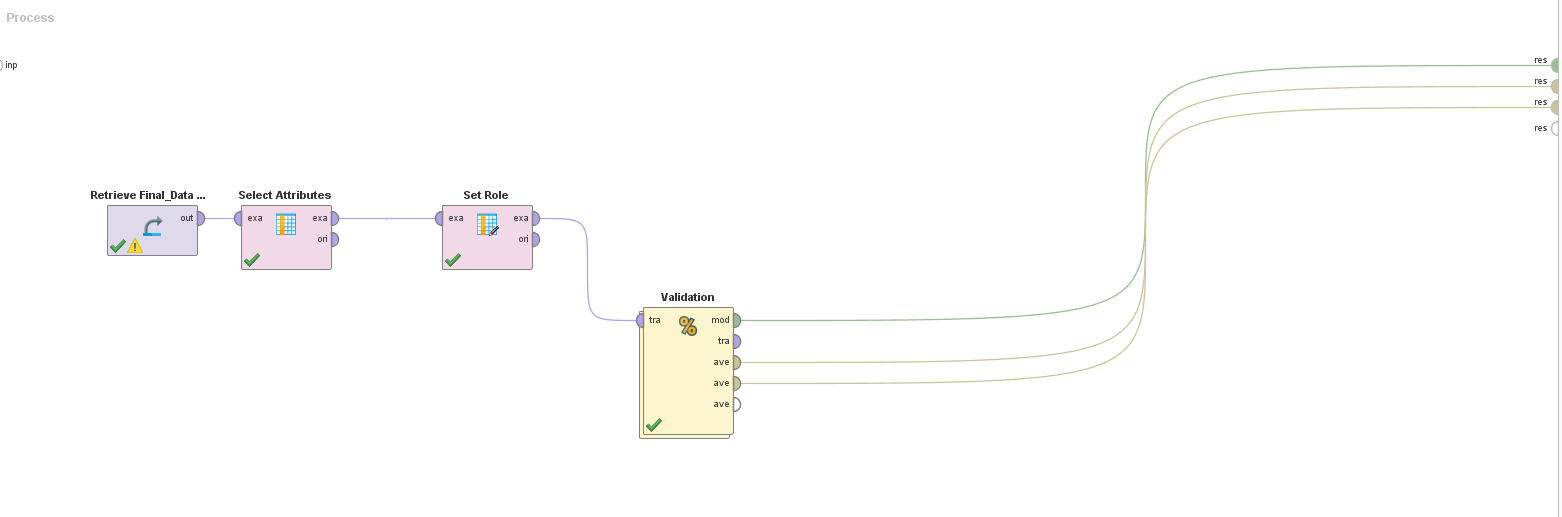 Process
inp
res
res
res
res
Retrieve Final_Data ...
out
Select Attributes
exa
exa
ori
Set Role
exa
exa
ori
Validation
tra
mod
%
tra
ave
ave
ave